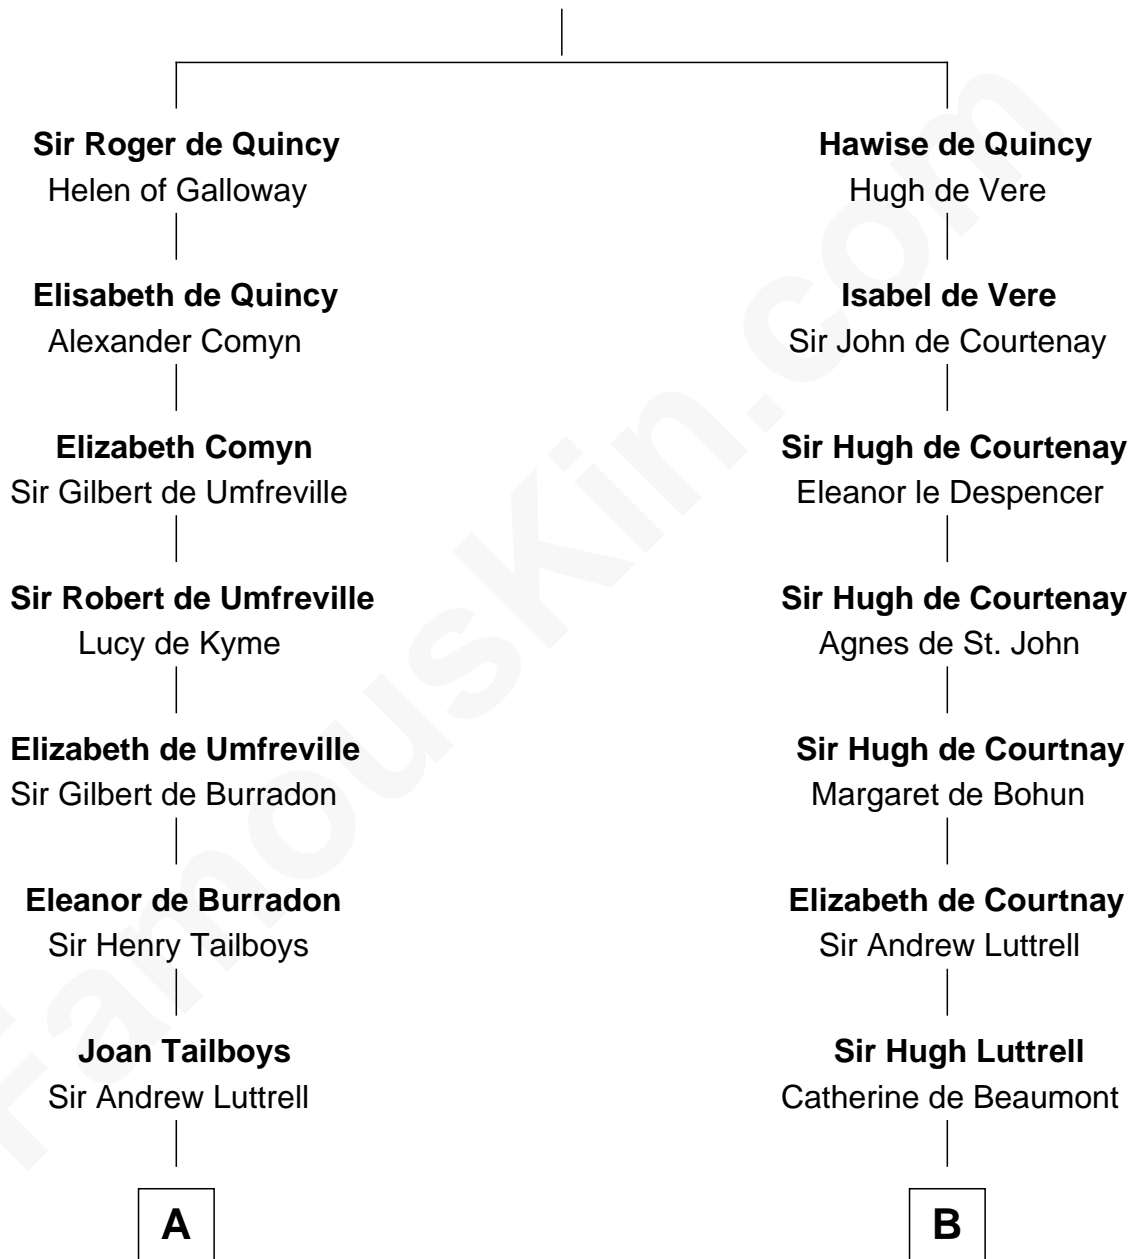 Sir Roger de Quincy
Helen of Galloway
Hawise de Quincy
Hugh de Vere
Elisabeth de Quincy
Alexander Comyn
Isabel de Vere
Sir John de Courtenay
Elizabeth Comyn
Sir Gilbert de Umfreville
Sir Hugh de Courtenay
Eleanor le Despencer
Sir Robert de Umfreville
Lucy de Kyme
Sir Hugh de Courtenay
Agnes de St. John
Elizabeth de Umfreville
Sir Gilbert de Burradon
Sir Hugh de Courtnay
Margaret de Bohun
Eleanor de Burradon
Sir Henry Tailboys
Elizabeth de Courtnay
Sir Andrew Luttrell
Joan Tailboys
Sir Andrew Luttrell
Sir Hugh Luttrell
Catherine de Beaumont
A
B
FamousKin.com